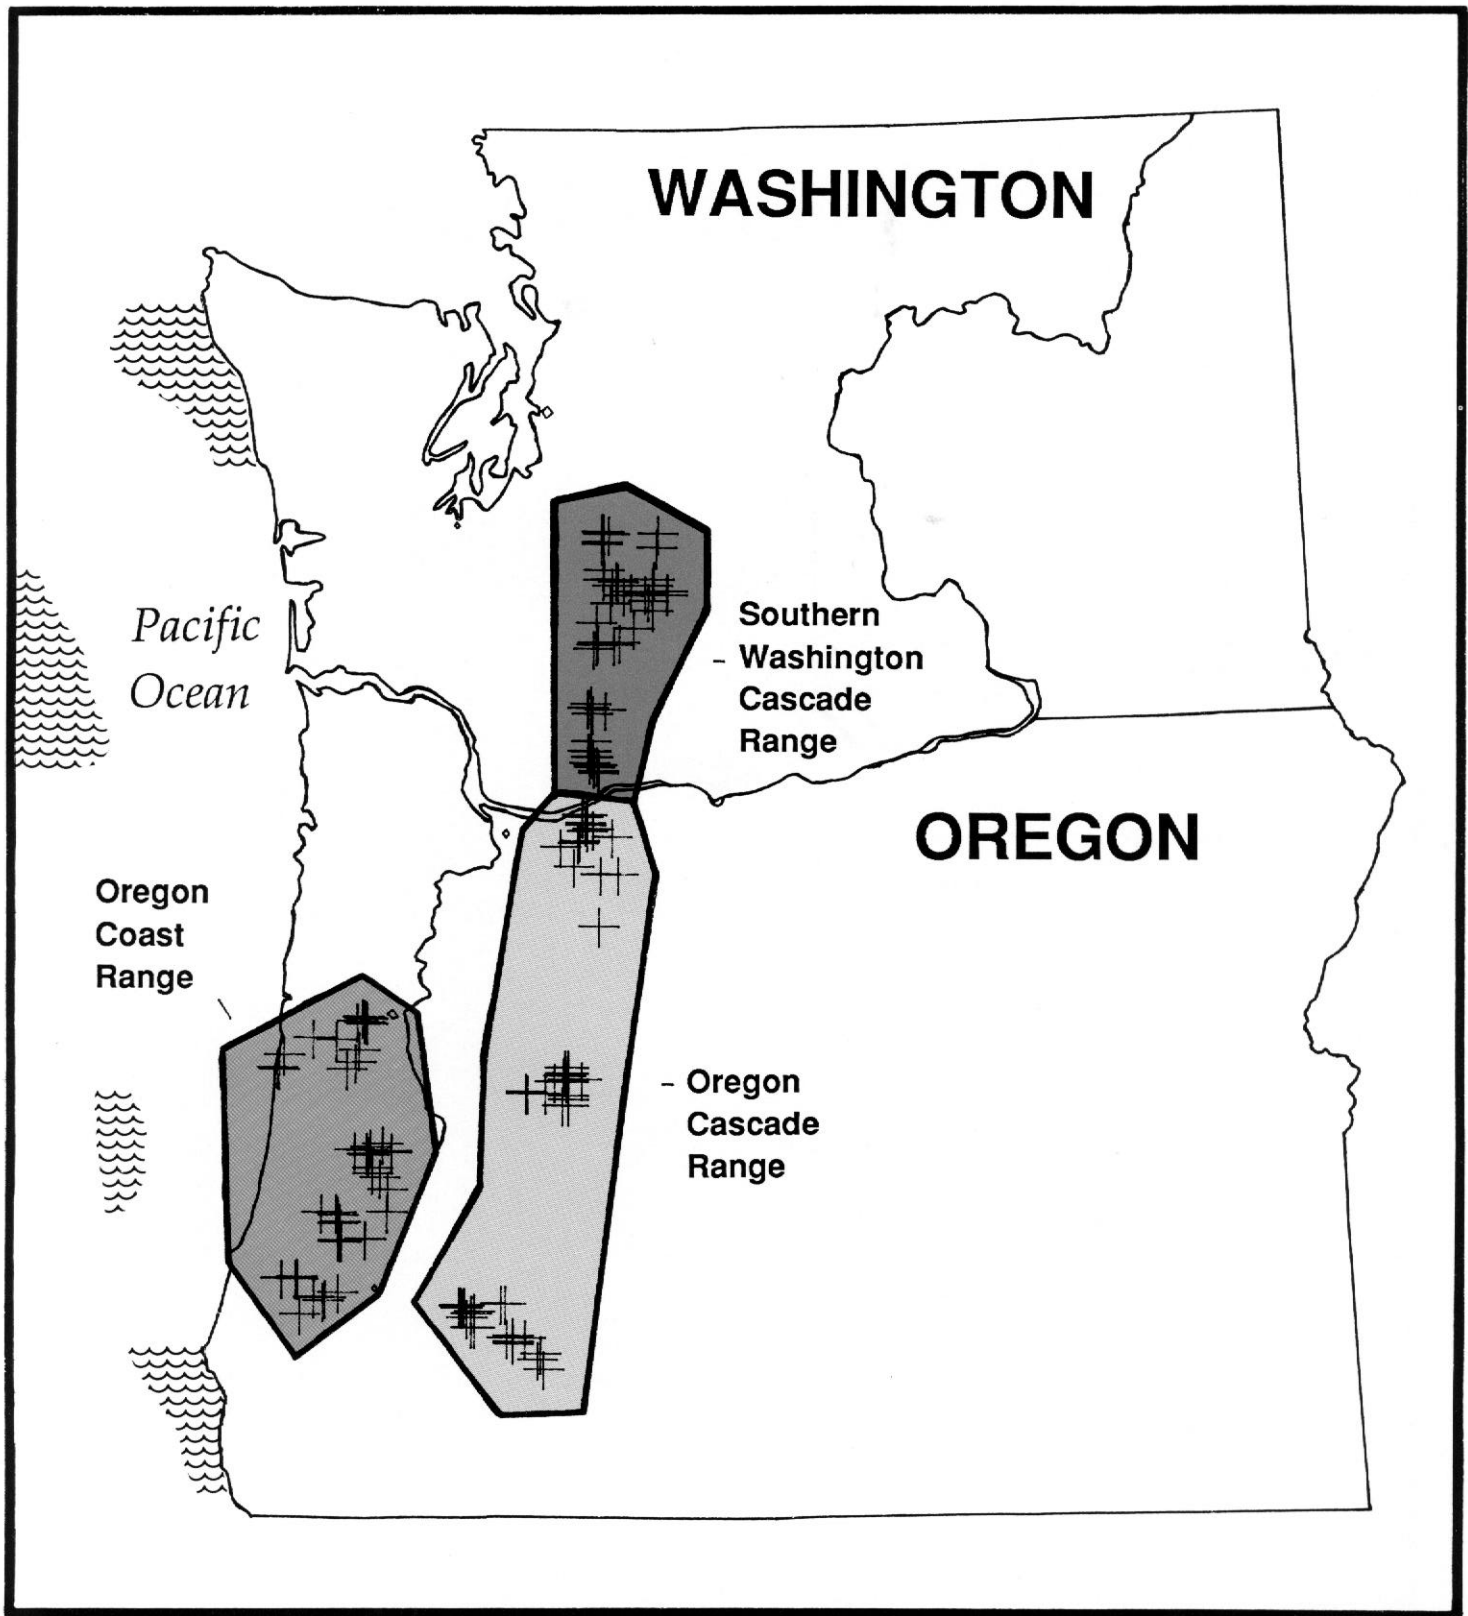 WASHINGTON
Pacific
Ocean
Southern
Washington
Cascade
Range
OREGON
Oregon
Coast
Range
Oregon
Cascade
Range